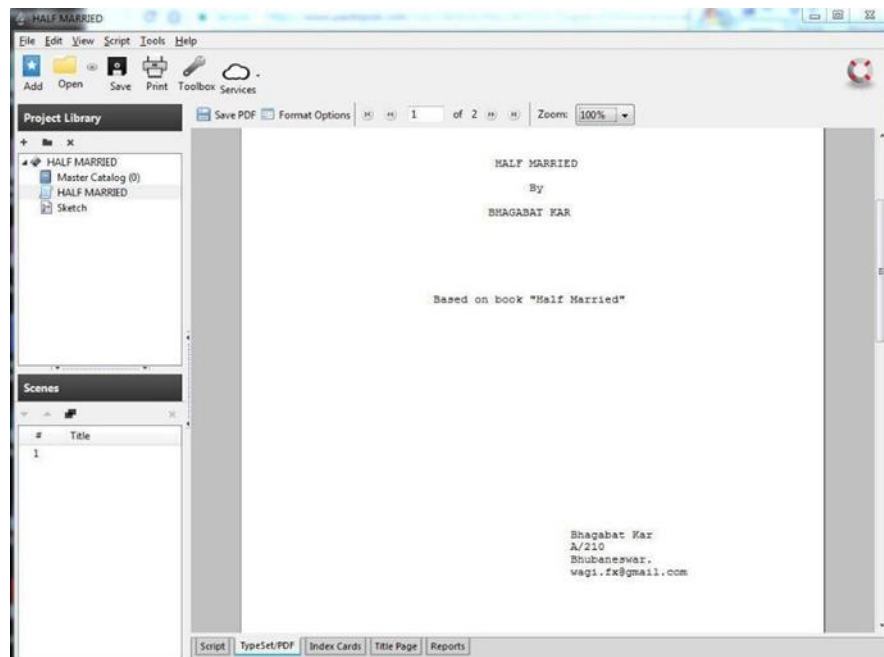 HALF MARRIED
File Edit View Script Tools Help
Add Open Save Print Toolbox Services
Project Library
Save PDF Format Options 1 of 2 Zoom: 100%
HALF MARRIED
Master Catalog (0)
HALF MARRIED
Sketch
Scenes
# Title
1
HALF MARRIED
By
BHAGABAT KAR
Based on book "Half Married"
Bhagabat Kar
A/210
Bhubaneswar.
wagi.fx@gmail.com
Script TypeSet/PDF Index Cards Title Page Reports